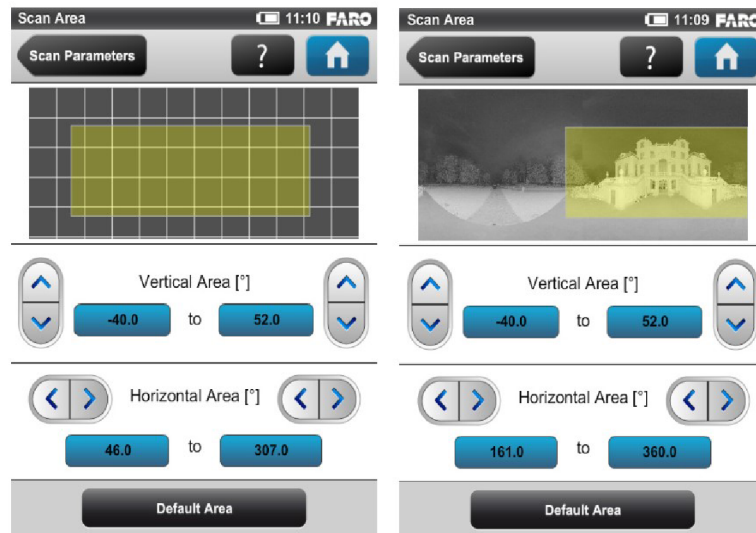 Scan Area 11:10 FARO
Scan Parameters ?
Vertical Area [°]
-40.0 to 52.0
Horizontal Area [°]
46.0 to 307.0
Default Area
Scan Area 11:09 FARO
Scan Parameters ?
Vertical Area [°]
-40.0 to 52.0
Horizontal Area [°]
161.0 to 360.0
Default Area